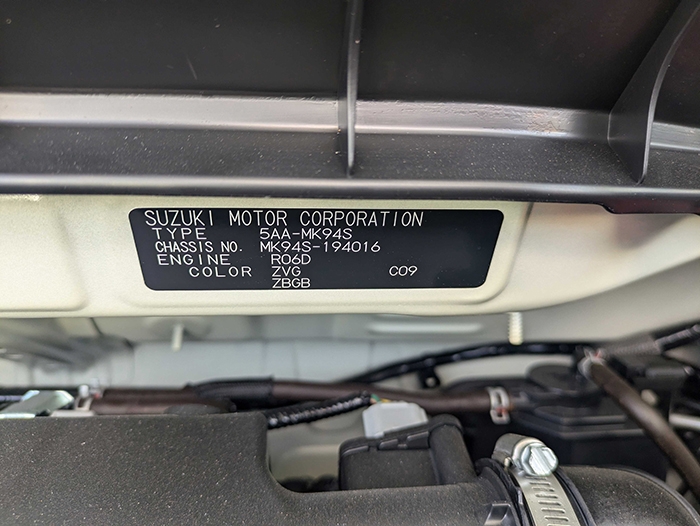 SUZUKI MOTOR CORPORATION
TYPE 5AA-MK94S
CHASSIS NO. MK94S-194016
ENGINE R06D
COLOR ZVG C09
ZBGB